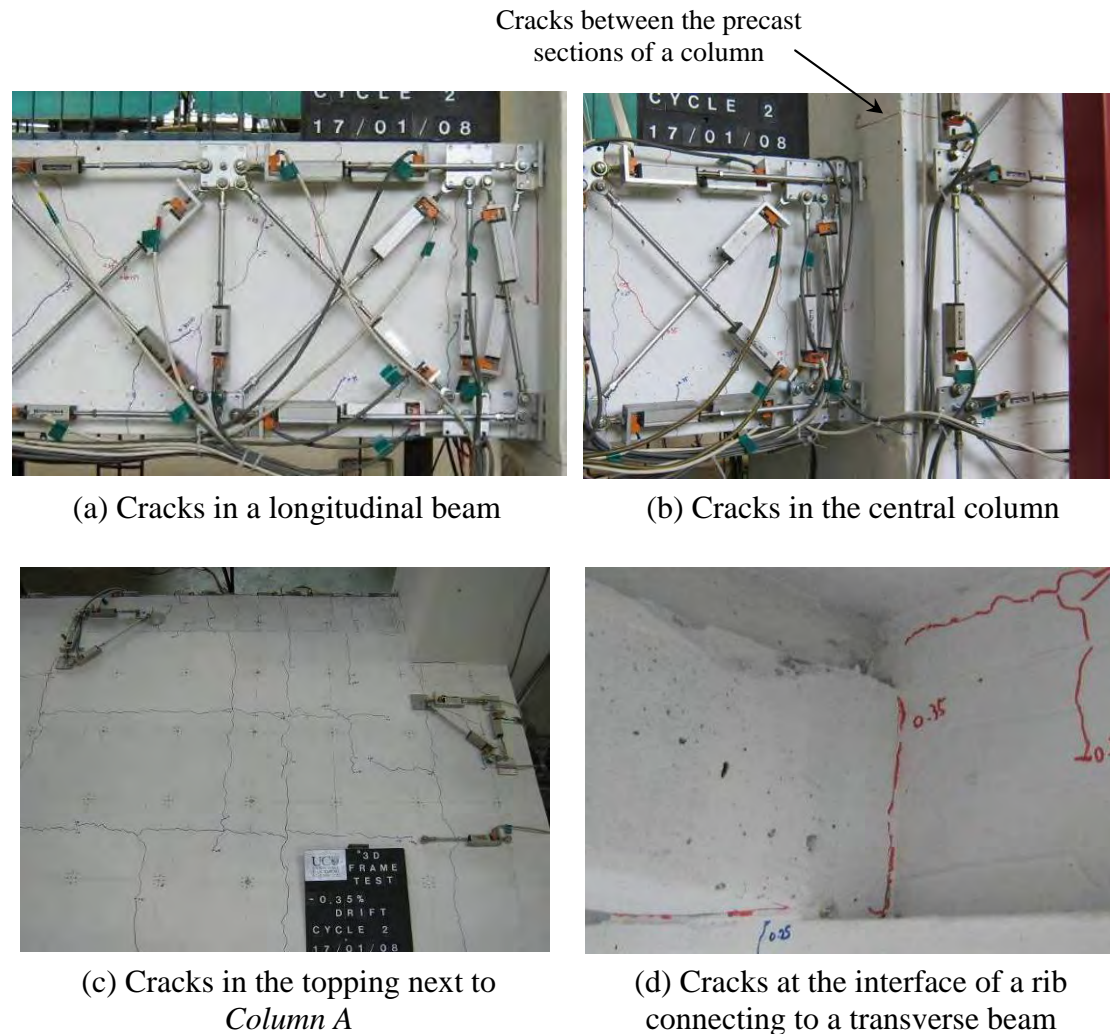 Cracks between the precast
sections of a column
CYCLE 2
17/01/08
CYCLE 2
17/01/08
(a) Cracks in a longitudinal beam
(b) Cracks in the central column
UC
3D
FRAME
TEST
-0.35%
DRIFT
CYCLE 2
17/01/08
0.35
0.25
(c) Cracks in the topping next to
Column A
(d) Cracks at the interface of a rib
connecting to a transverse beam